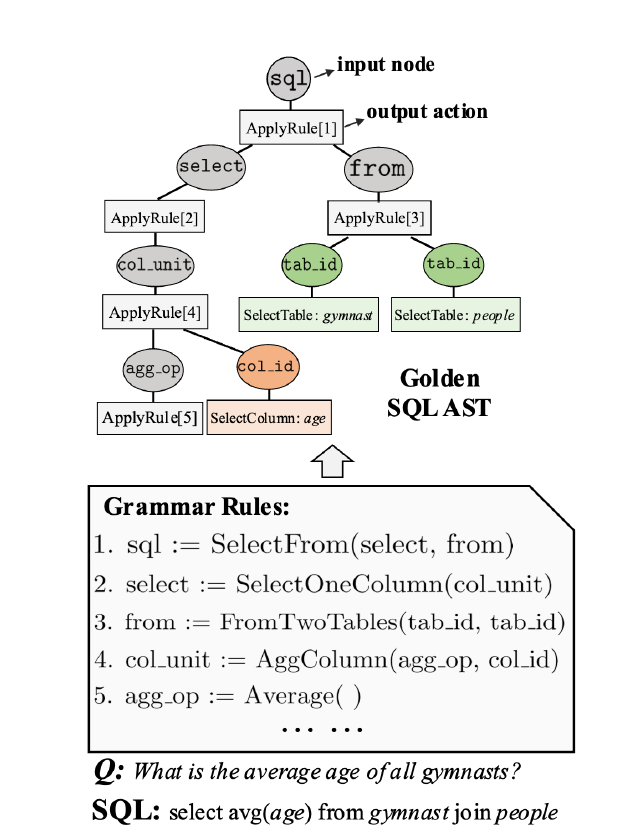 sql
input node
ApplyRule[1]
output action
select
from
ApplyRule[2]
ApplyRule[3]
col_unit
tab_id
tab_id
ApplyRule[4]
SelectTable: gymnast
SelectTable: people
agg_op
col_id
Golden
SQL AST
ApplyRule[5]
SelectColumn: age
Grammar Rules:
1. sql := SelectFrom(select, from)
2. select := SelectOneColumn(col_unit)
3. from := FromTwoTables(tab_id, tab_id)
4. col_unit := AggColumn(agg_op, col_id)
5. agg_op := Average( )
... ...
Q: What is the average age of all gymnasts?
SQL: select avg(age) from gymnast join people